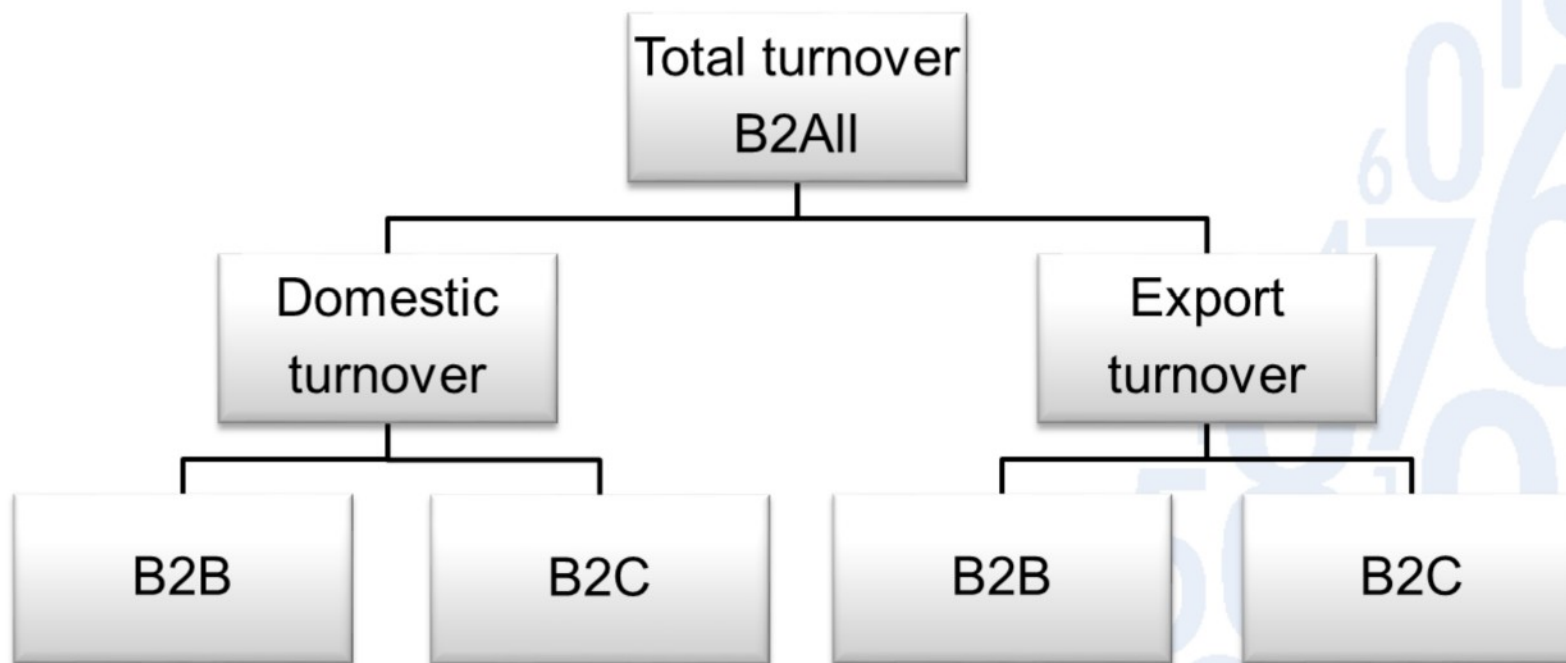 Total turnover
B2All
Domestic
turnover
Export
turnover
B2B
B2C
B2B
B2C